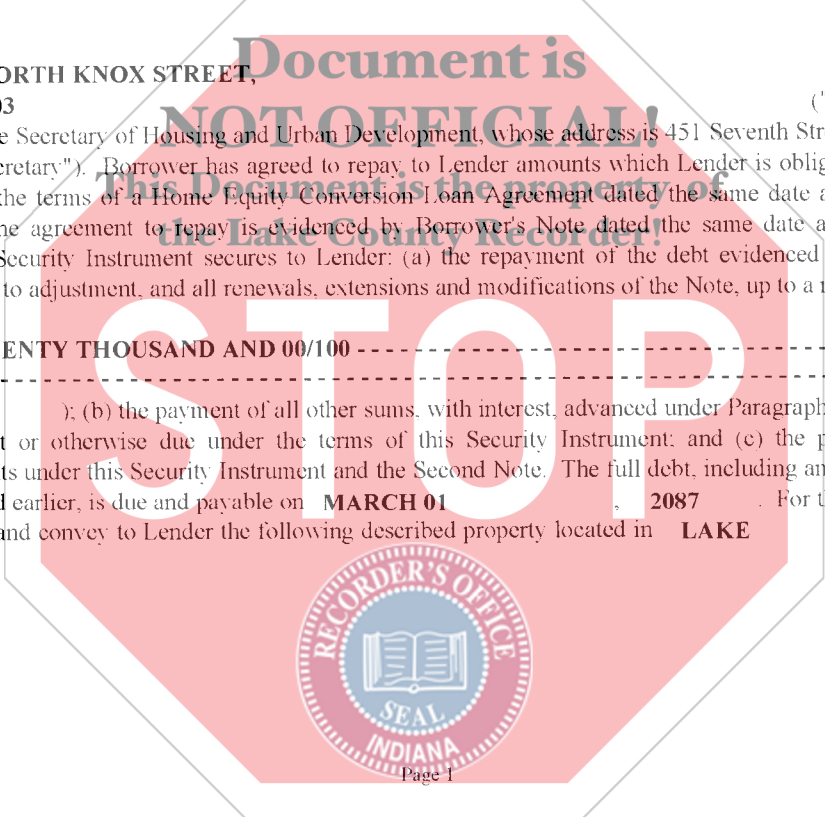 Document is
ORTH KNOX STREET,
03 ("
NOT OFFICIAL!
e Secretary of Housing and Urban Development, whose address is 451 Seventh Str
cretary"). Borrower has agreed to repay to Lender amounts which Lender is oblig
This Document is the property of
the terms of a Home Equity Conversion Loan Agreement dated the same date a
he agreement to repay is evidenced by Borrower's Note dated the same date a
the Lake County Recorder!
Security Instrument secures to Lender: (a) the repayment of the debt evidenced
to adjustment, and all renewals, extensions and modifications of the Note, up to a
STOP
ENTY THOUSAND AND 00/100 - - - - - - - - - - - - - - - - - - - - - - - - - - - - - - - - - -
- - - - - - - - - - - - - - - - - - - - - - - - - - - - - - - - - - - - - - - - - - - - - - - - - - - - - - - - -
); (b) the payment of all other sums, with interest, advanced under Paragraph
t or otherwise due under the terms of this Security Instrument; and (c) the p
ts under this Security Instrument and the Second Note. The full debt, including an
d earlier, is due and payable on MARCH 01 , 2087 . For th
and convey to Lender the following described property located in LAKE
RECORDER'S OFFICE
SEAL
INDIANA
Page 1